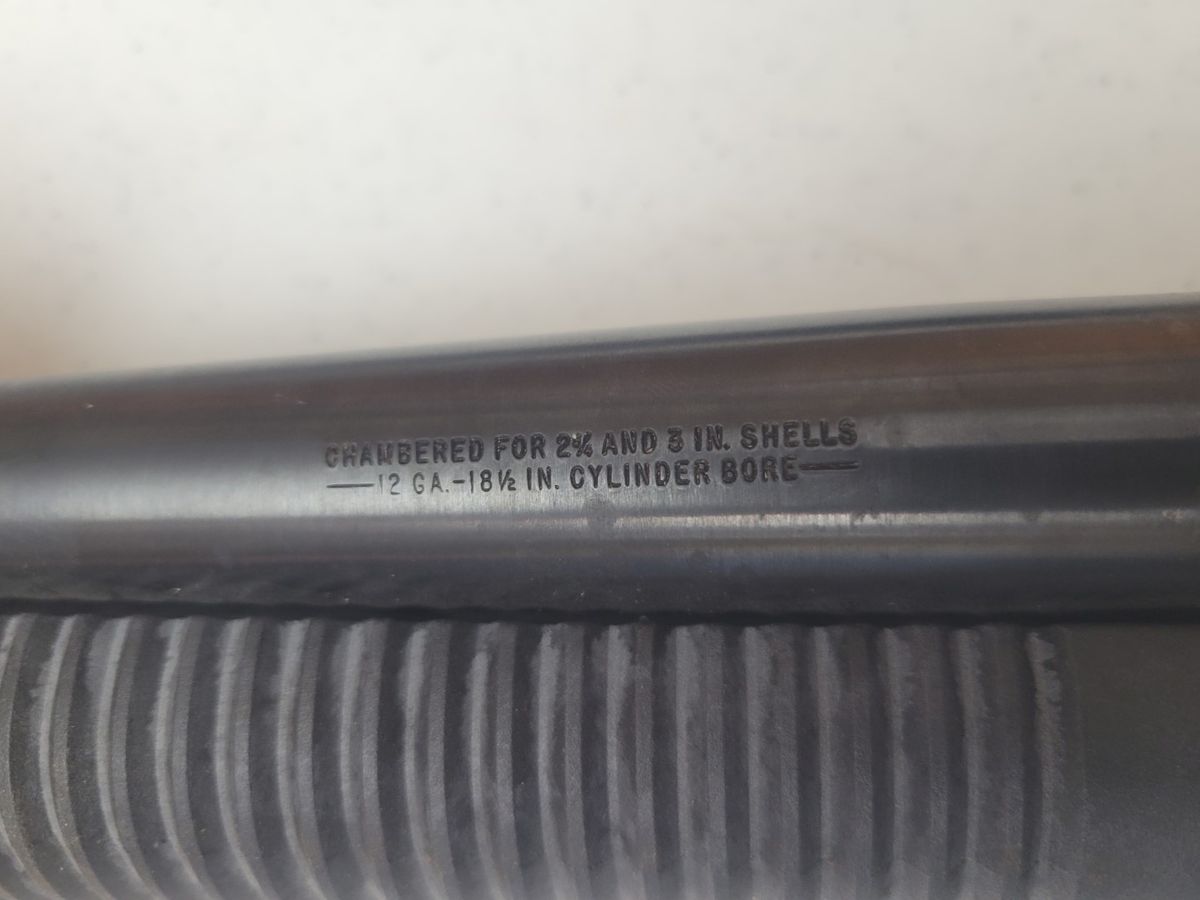 CHAMBERED FOR 2¾ AND 3 IN. SHELLS
—12 GA.-18½ IN. CYLINDER BORE—